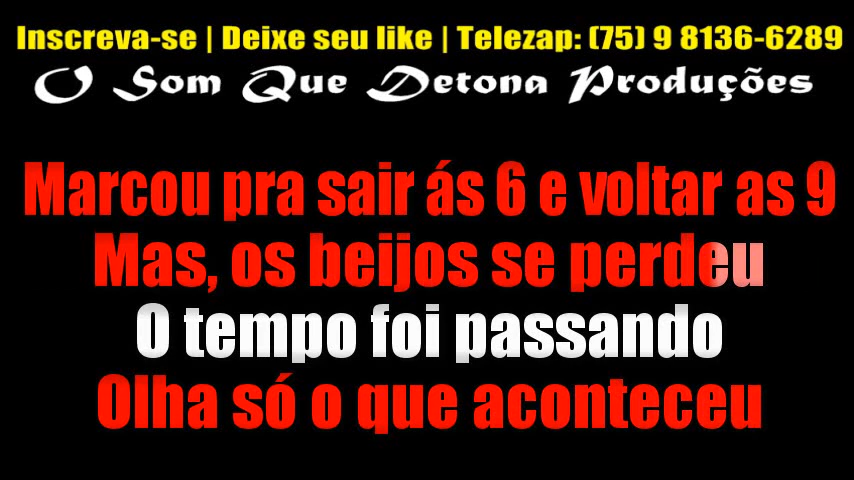 Inscreva-se | Deixe seu like | Telezap: (75) 9 8136-6289
O Som Que Detona Produções
Marcou pra sair ás 6 e voltar as 9
Mas, os beijos se perdeu
O tempo foi passando
Olha só o que aconteceu